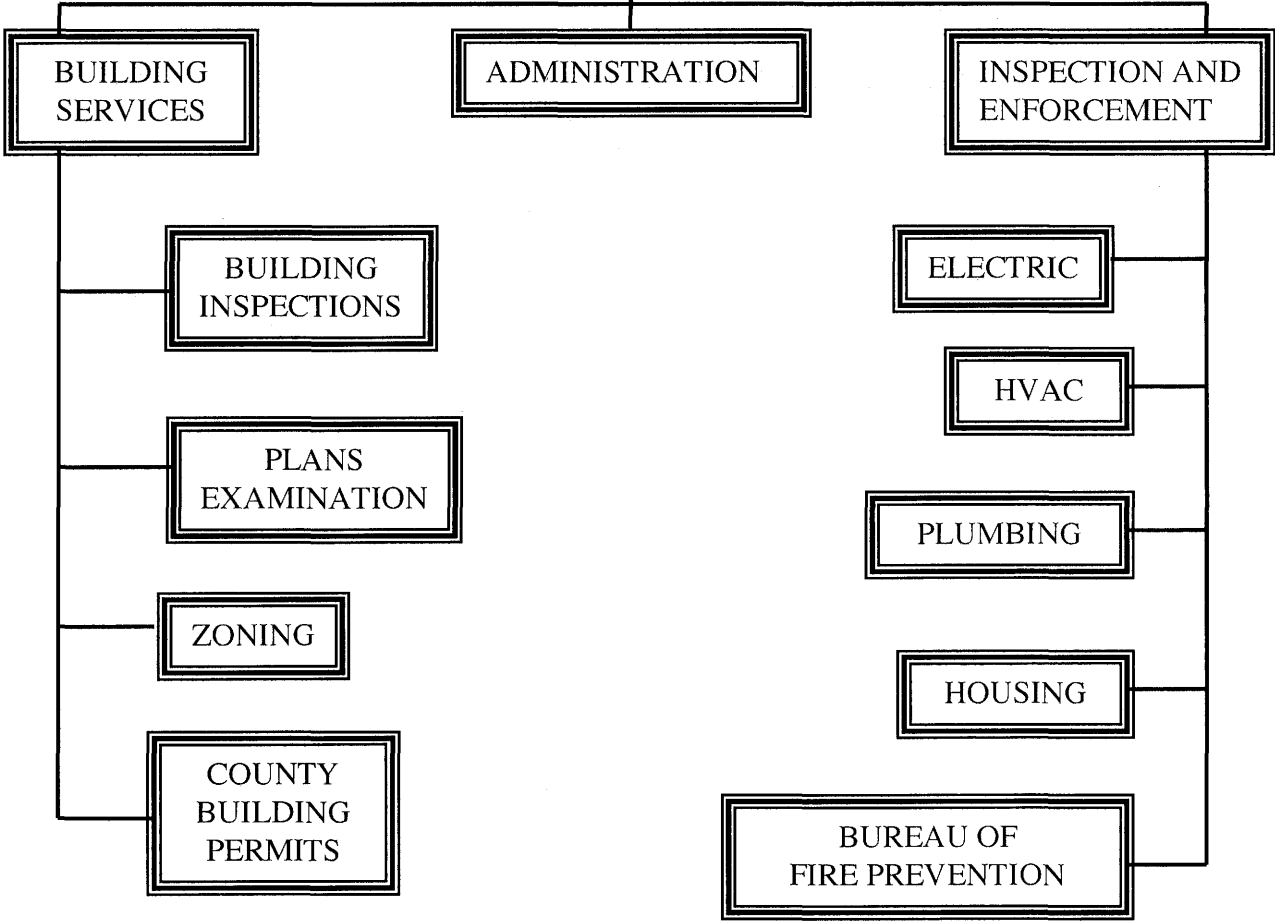 BUILDING
SERVICES
ADMINISTRATION
INSPECTION AND
ENFORCEMENT
BUILDING
INSPECTIONS
PLANS
EXAMINATION
ZONING
COUNTY
BUILDING
PERMITS
ELECTRIC
HVAC
PLUMBING
HOUSING
BUREAU OF
FIRE PREVENTION